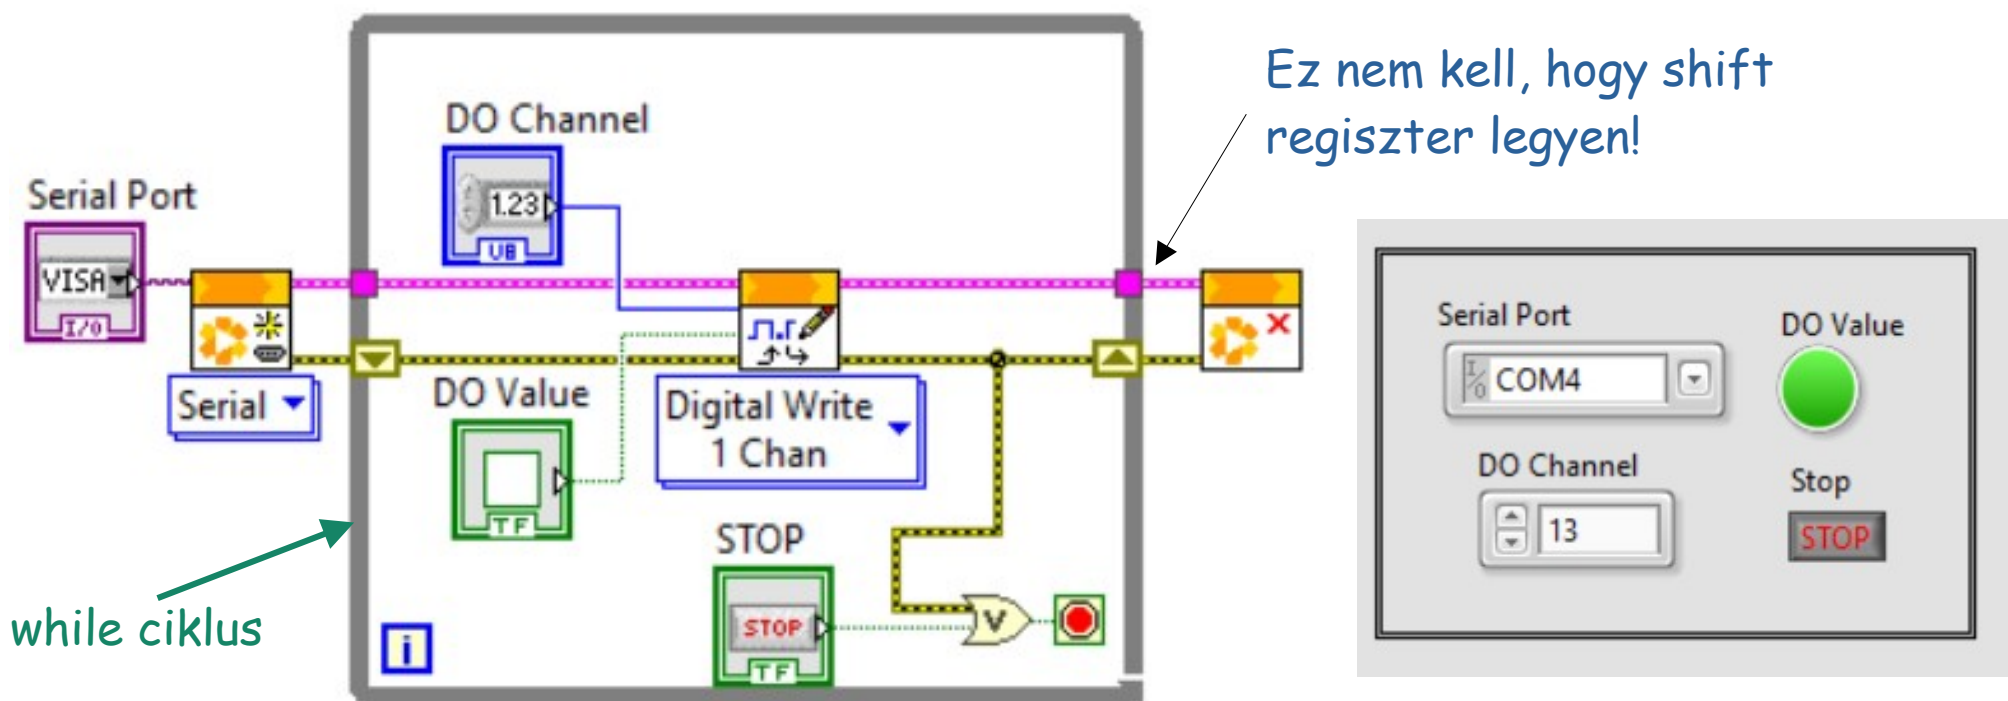 Ez nem kell, hogy shift
regiszter legyen!
DO Channel
1.23
U8
Serial Port
VISA
I/O
Serial
DO Value
TF
Digital Write
1 Chan
STOP
STOP
TF
V
i
while ciklus
Serial Port
I/O COM4
DO Value
DO Channel
13
Stop
STOP